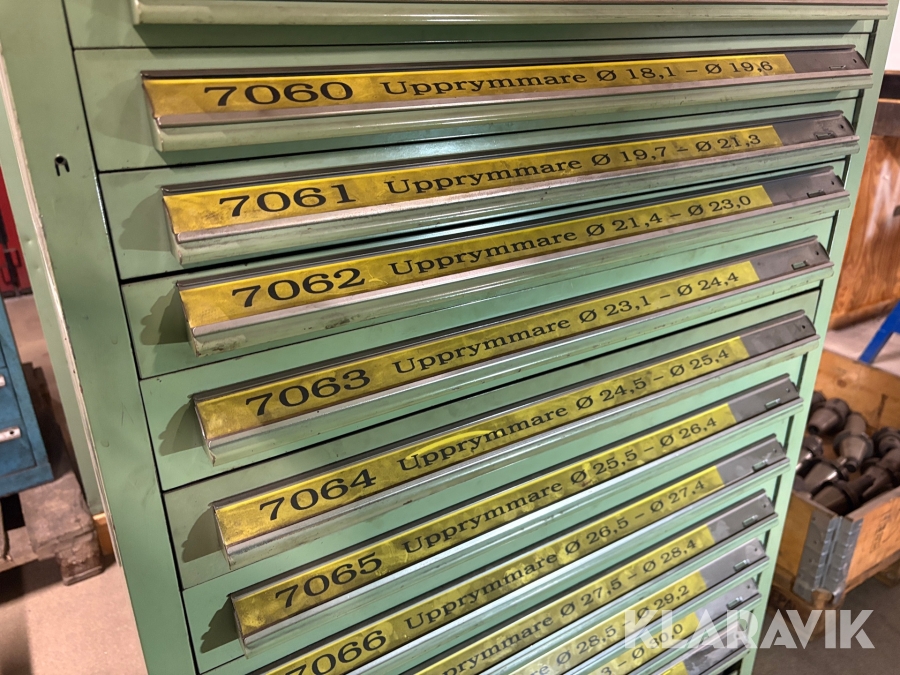 7060 Upprymmare Ø 18,1 – Ø 19,6
7061 Upprymmare Ø 19,7 – Ø 21,3
7062 Upprymmare Ø 21,4 – Ø 23,0
7063 Upprymmare Ø 23,1 – Ø 24,4
7064 Upprymmare Ø 24,5 – Ø 25,4
7065 Upprymmare Ø 25,5 – Ø 26,4
7066 Upprymmare Ø 26,5 – Ø 27,4
Upprymmare Ø 27,5 – Ø 28,4
Ø 28,5 29,2
KLARAVIK